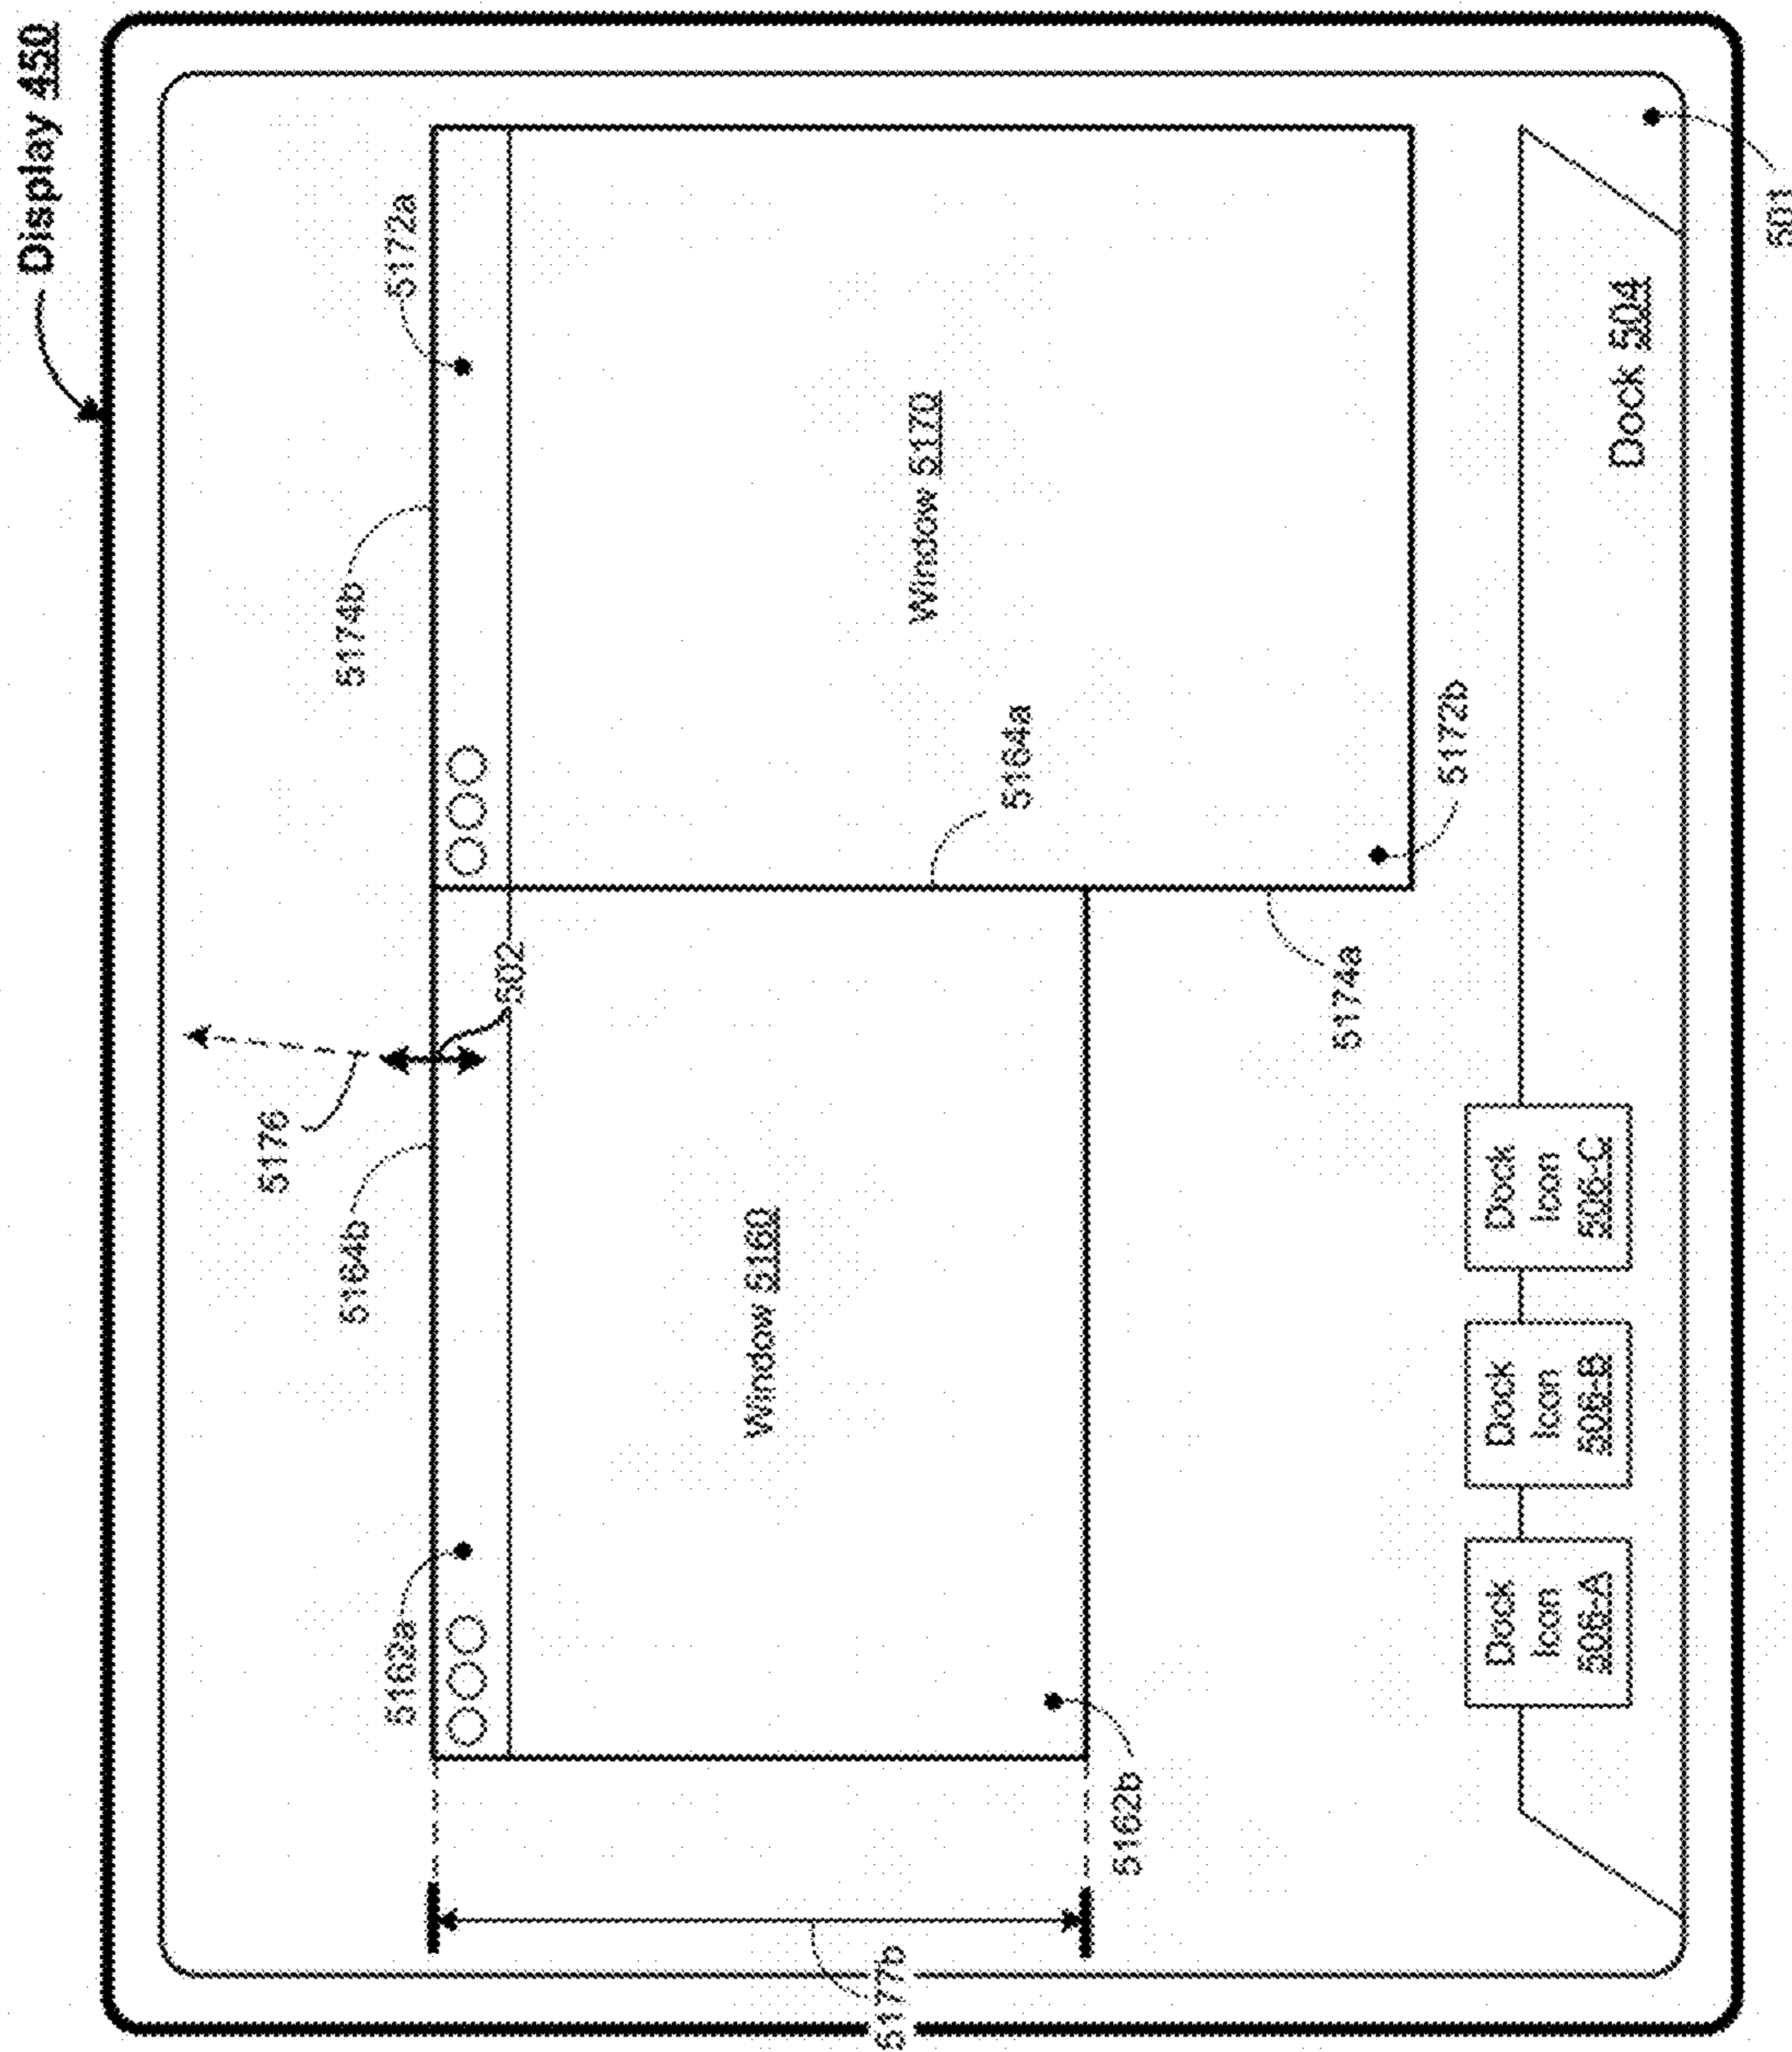 Display 450
5176
502
5164b
5174b
5162a
5172a
Window 5160
Window 5170
5164a
5177b
5162b
5174a
5172b
Dock
Icon
506-A
Dock
Icon
506-B
Dock
Icon
506-C
Dock 504
501